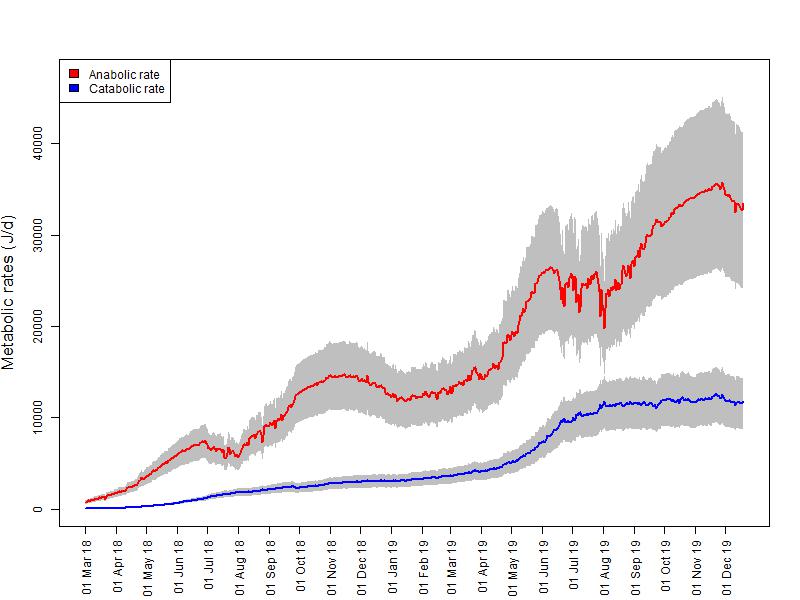 Anabolic rate
Catabolic rate
Metabolic rates (J/d)
40000
30000
20000
10000
0
01 Mar 18
01 Apr 18
01 May 18
01 Jun 18
01 Jul 18
01 Aug 18
01 Sep 18
01 Oct 18
01 Nov 18
01 Dec 18
01 Jan 19
01 Feb 19
01 Mar 19
01 Apr 19
01 May 19
01 Jun 19
01 Jul 19
01 Aug 19
01 Sep 19
01 Oct 19
01 Nov 19
01 Dec 19